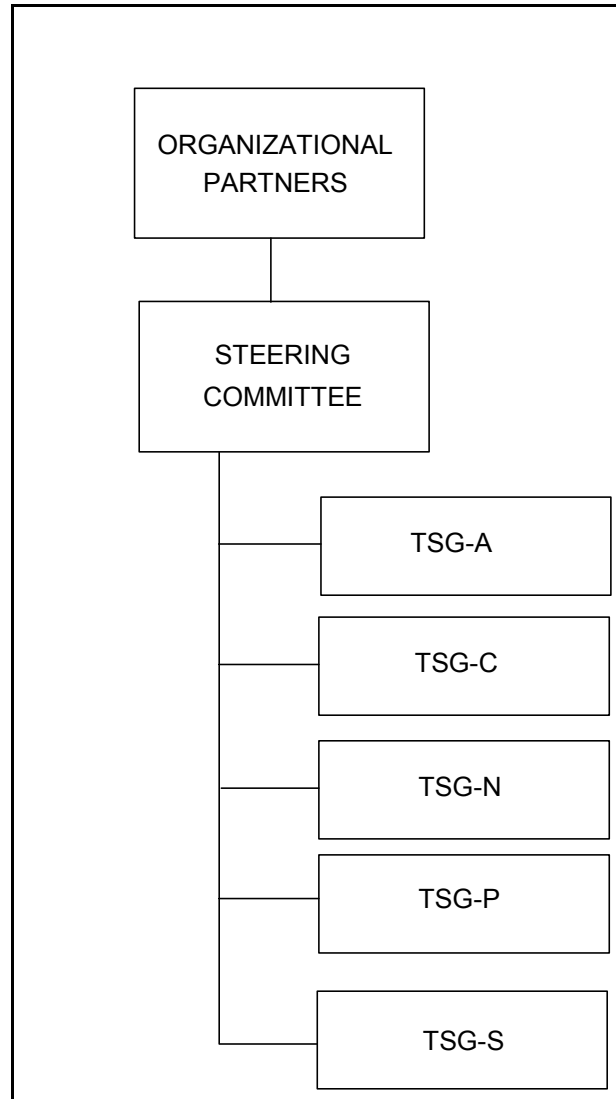 ORGANIZATIONAL
PARTNERS
STEERING
COMMITTEE
TSG-A
TSG-C
TSG-N
TSG-P
TSG-S